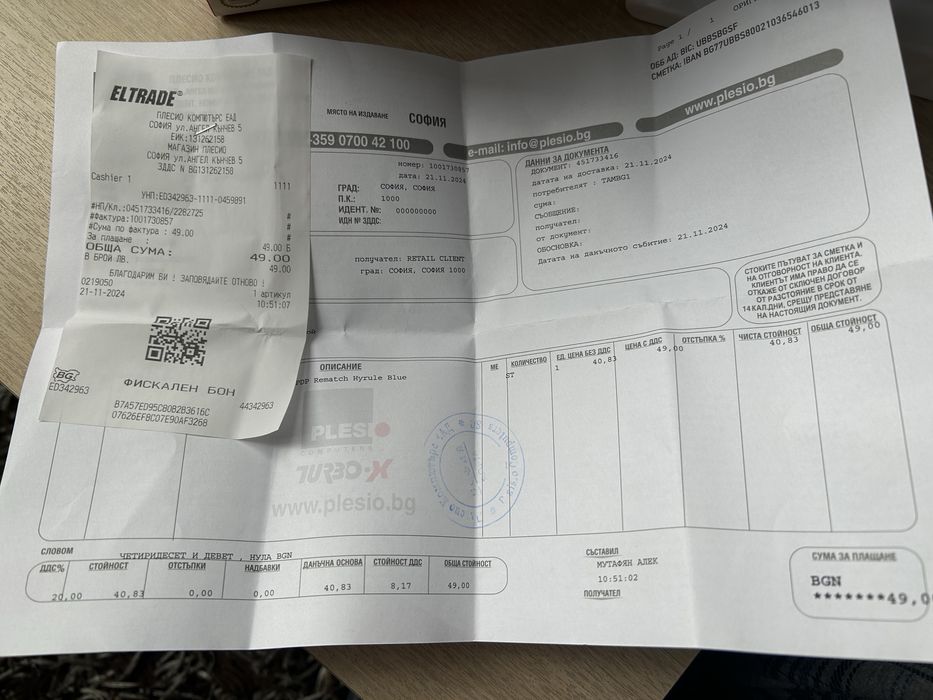 ELTRADE®
ПЛЕСИО КОМПЮТЪРС ЕАД
СОФИЯ ул.АНГЕЛ КЪНЧЕВ 5
ЕИК:131262158
МАГАЗИН ПЛЕСИО
СОФИЯ ул.АНГЕЛ КЪНЧЕВ 5
ЗДДС N BG131262158
Cashier 1 1111
УНП:ED342963-1111-0459891
#НП/Кл.:0451733416/2282725 #
##Фактура:1001730857 #
#Сума по фактура : 49.00 #
За плащане : 49.00 Б
ОБЩА СУМА: 49.00
В БРОЙ ЛВ. 49.00
БЛАГОДАРИМ ВИ ! ЗАПОВЯДАЙТЕ ОТНОВО !
0219050 1 артикул
21-11-2024 10:51:07
BG
ED342963 44342963
ФИСКАЛЕН БОН
B7A57ED95CB0B2B3616C
07626EFBC07E90AF3268
Page 1 / 1
ОББ АД: BIC: UBBSBGSF
СМЕТКА: IBAN BG77UBBS80021036546013
МЯСТО НА ИЗДАВАНЕ СОФИЯ
+359 0700 42 100
e-mail: info@plesio.bg
www.plesio.bg
номер: 1001730857
дата: 21.11.2024
ГРАД: СОФИЯ, СОФИЯ
П.К.: 1000
ИДЕНТ. №: 000000000
ИДН № ЗДДС:
получател: RETAIL CLIENT
град: СОФИЯ, СОФИЯ 1000
ДАННИ ЗА ДОКУМЕНТА
ДОКУМЕНТ: 451733416
датата на доставка: 21.11.2024
потребител : TAMBG1
сума:
СЪОБЩЕНИЕ:
получател:
от документ:
ОБОСНОВКА:
Датата на данъчното събитие: 21.11.2024
СТОКИТЕ ПЪТУВАТ ЗА СМЕТКА И
НА ОТГОВОРНОСТ НА КЛИЕНТА.
КЛИЕНТЪТ ИМА ПРАВО ДА СЕ
ОТКАЖЕ ОТ СКЛЮЧЕН ДОГОВОР
ОТ РАЗСТОЯНИЕ В СРОК ОТ
14 КАЛ.ДНИ, СРЕЩУ ПРЕДСТАВЯНЕ
НА НАСТОЯЩИЯ ДОКУМЕНТ.
ОПИСАНИЕ МЕ КОЛИЧЕСТВО ЕД. ЦЕНА БЕЗ ДДС ЦЕНА С ДДС ОТСТЪПКА % ЧИСТА СТОЙНОСТ ОБЩА СТОЙНОСТ
PDP Rematch Hyrule Blue ST 1 40,83 49,00 40,83 49,00
PLESIO
COMPUTERS
TURBO-X
www.plesio.bg
СЛОВОМ ЧЕТИРИДЕСЕТ И ДЕВЕТ , НУЛА BGN
ДДС% СТОЙНОСТ ОТСТЪПКИ НАДБАВКИ ДАНЪЧНА ОСНОВА СТОЙНОСТ ДДС ОБЩА СТОЙНОСТ
20,00 40,83 0,00 0,00 40,83 8,17 49,00
СЪСТАВИЛ
МУТАФЯН АЛЕК
10:51:02
ПОЛУЧАТЕЛ
СУМА ЗА ПЛАЩАНЕ
BGN
*******49,0